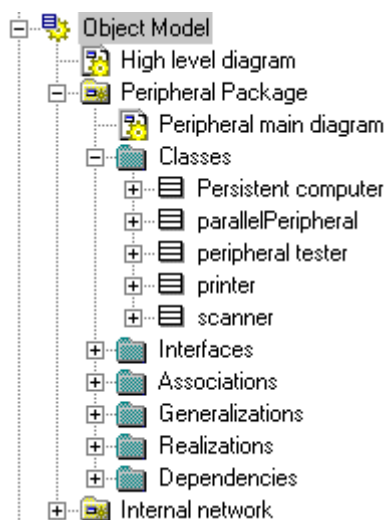 Object Model
High level diagram
Peripheral Package
Peripheral main diagram
Classes
Persistent computer
parallelPeripheral
peripheral tester
printer
scanner
Interfaces
Associations
Generalizations
Realizations
Dependencies
Internal network